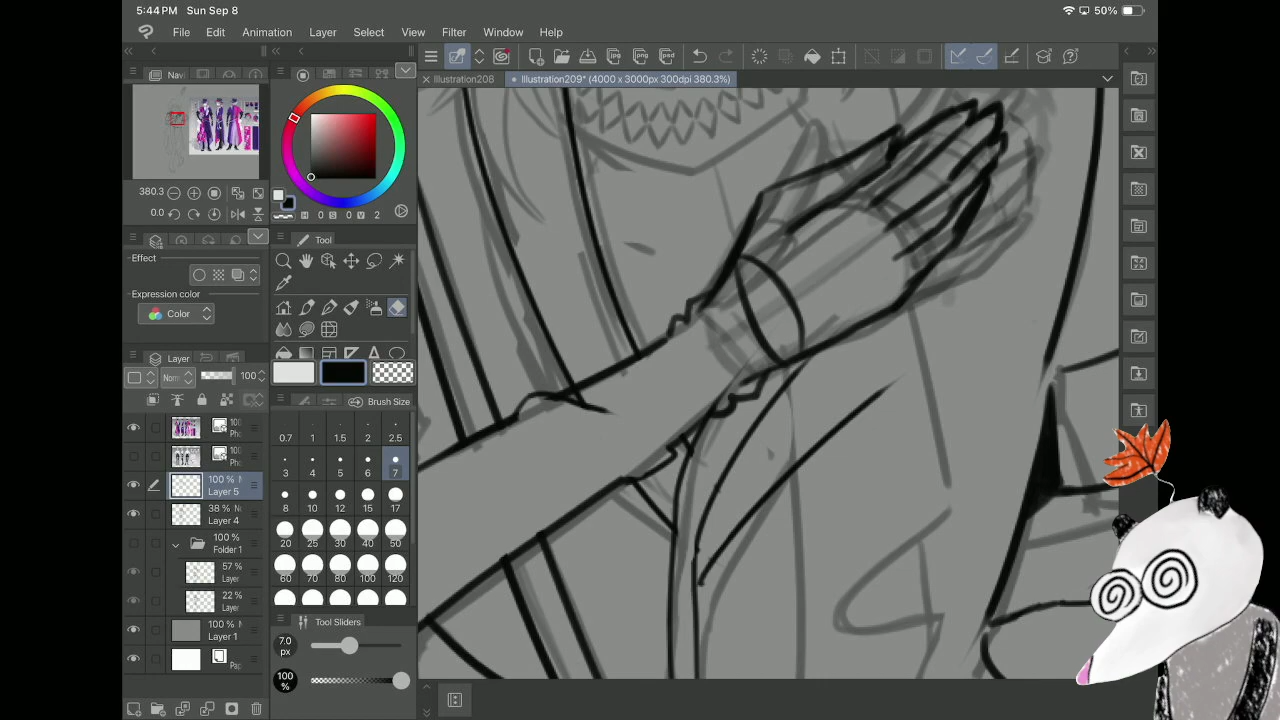 5:44PM Sun Sep 8
50%
File Edit Animation Layer Select View Filter Window Help
Illustration208
Illustration209* (4000 x 3000px 300dpi 380.3%)
Nav
380.3
0.0
H 0 S 0 V 2
Tool
Effect
Expression color
Color
Layer
Norm 100
Brush Size
0.7 1 1.5 2 2.5
3 4 5 6 7
8 10 12 15 17
20 25 30 40 50
60 70 80 100 120
100 %
Layer 5
38 %
Layer 4
100 %
Folder 1
57 %
Layer
22 %
Layer
100 %
Layer 1
Tool Sliders
7.0
px
100
%